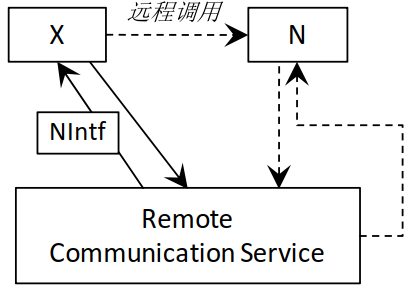 远程调用
X
N
NIntf
Remote
Communication Service